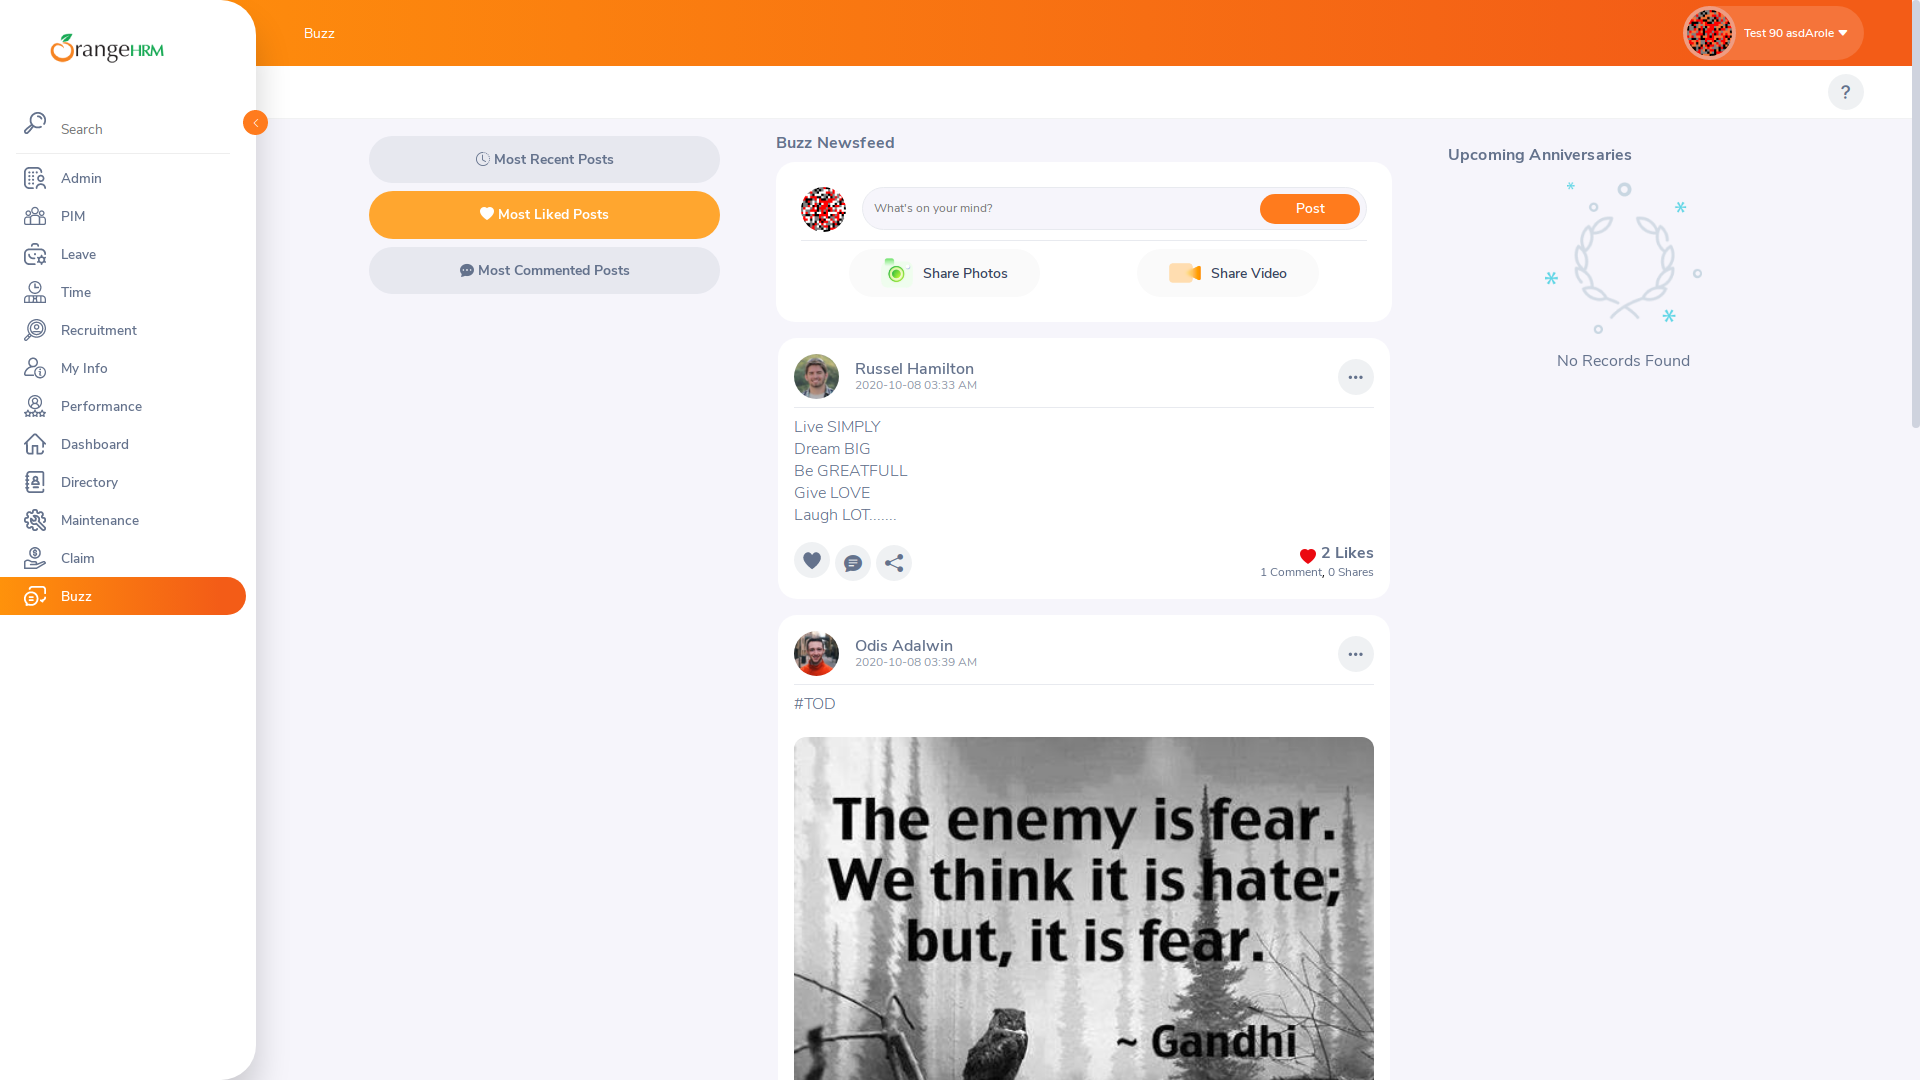 OrangeHRM
Search
Admin
PIM
Leave
Time
Recruitment
My Info
Performance
Dashboard
Directory
Maintenance
Claim
Buzz
Buzz
Test 90 asdArole
?
Most Recent Posts
Most Liked Posts
Most Commented Posts
Buzz Newsfeed
What's on your mind?
Post
Share Photos
Share Video
Russel Hamilton
2020-10-08 03:33 AM
Live SIMPLY
Dream BIG
Be GREATFULL
Give LOVE
Laugh LOT.......
2 Likes
1 Comment, 0 Shares
Odis Adalwin
2020-10-08 03:39 AM
#TOD
The enemy is fear.
We think it is hate;
but, it is fear.
~ Gandhi
Upcoming Anniversaries
No Records Found